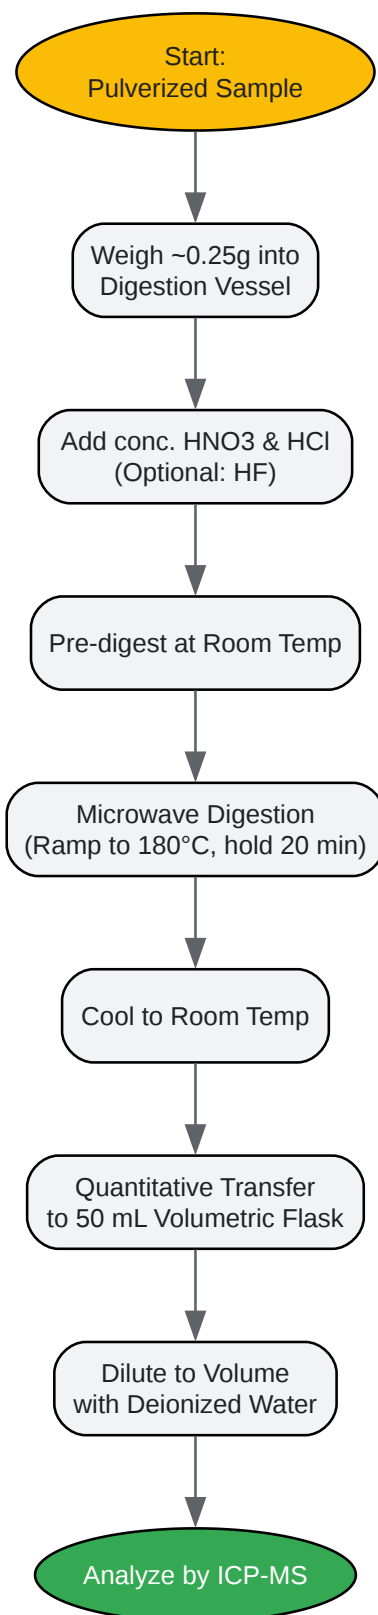 Start:
Pulverized Sample
Weigh ~0.25g into
Digestion Vessel
Add conc. HNO3 & HCl
(Optional: HF)
Pre-digest at Room Temp
Microwave Digestion
(Ramp to 180°C, hold 20 min)
Cool to Room Temp
Quantitative Transfer
to 50 mL Volumetric Flask
Dilute to Volume
with Deionized Water
Analyze by ICP-MS